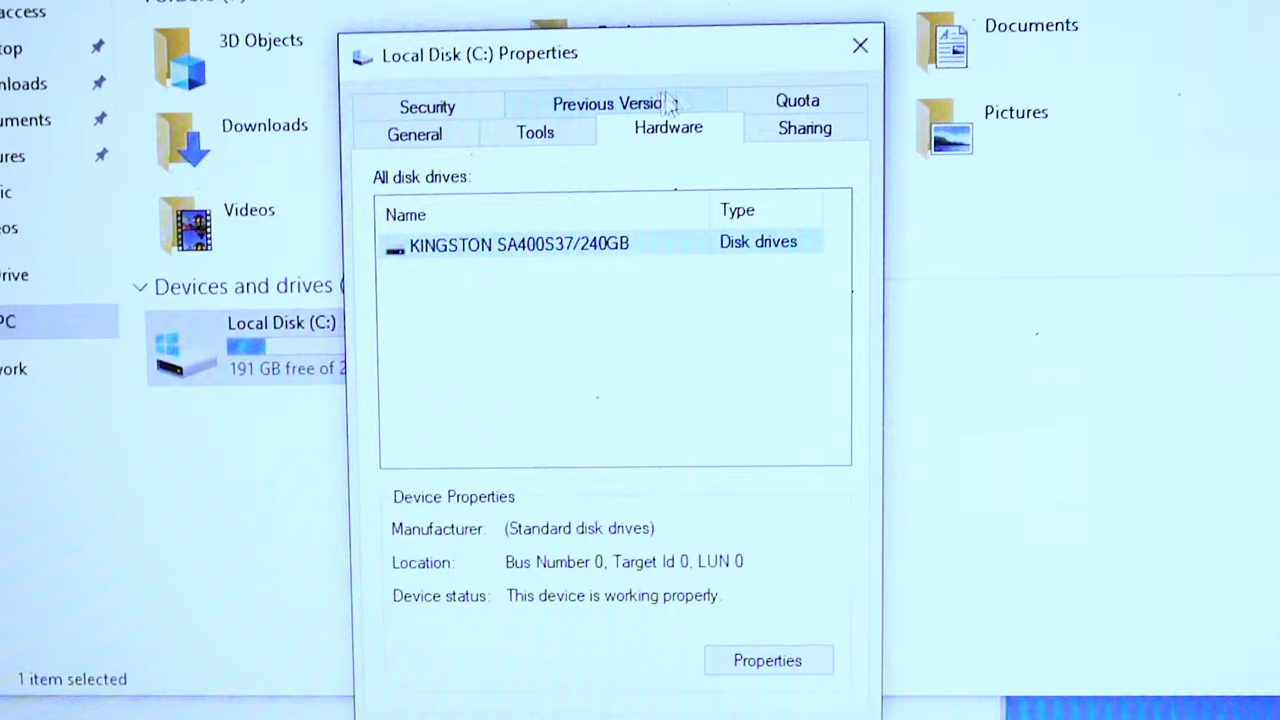 access
3D Objects
Documents
top
nloads
Downloads
uments
Pictures
ures
ic
Videos
os
Devices and drives (
rive
Local Disk (C:)
PC
191 GB free of 2
work
1 item selected
Local Disk (C:) Properties
Security
Previous Versio
Quota
General
Tools
Hardware
Sharing
All disk drives:
Name Type
KINGSTON SA400S37/240GB Disk drives
Device Properties
Manufacturer: (Standard disk drives)
Location: Bus Number 0, Target Id 0, LUN 0
Device status: This device is working properly.
Properties